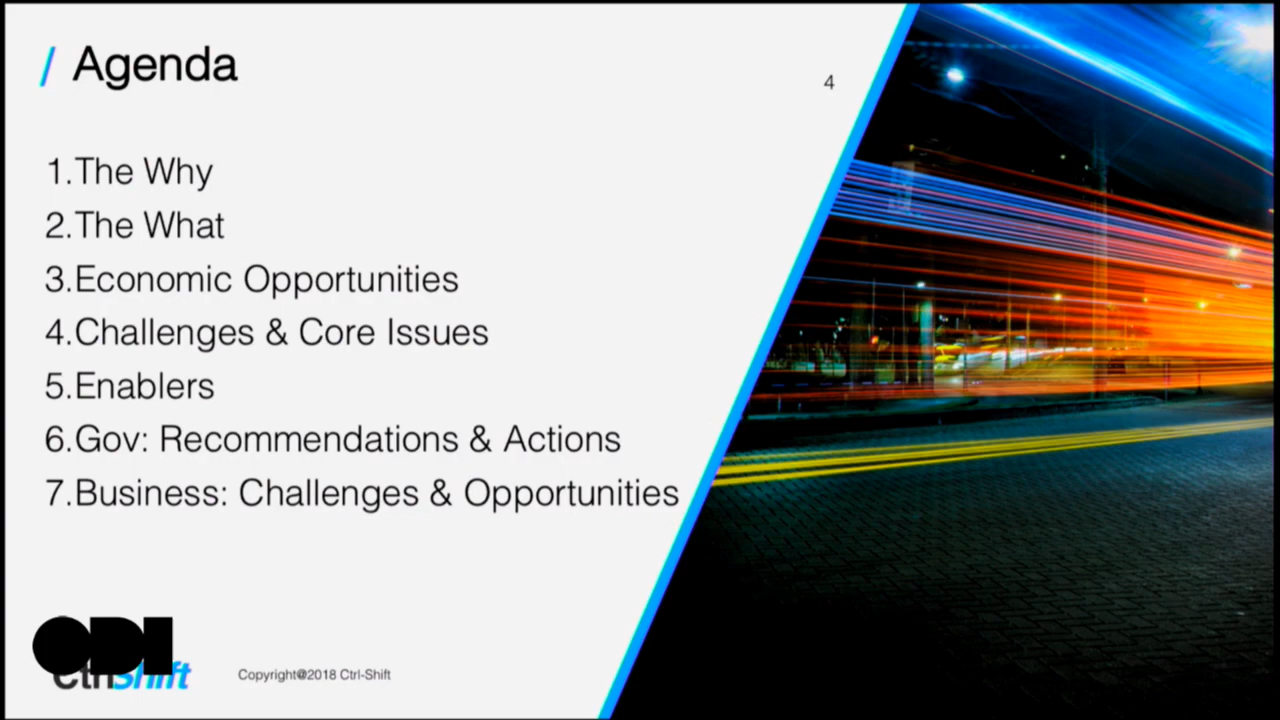 / Agenda
4
1.The Why
2.The What
3.Economic Opportunities
4.Challenges & Core Issues
5.Enablers
6.Gov: Recommendations & Actions
7.Business: Challenges & Opportunities
ODI
CtrlShift
Copyright@2018 Ctrl-Shift